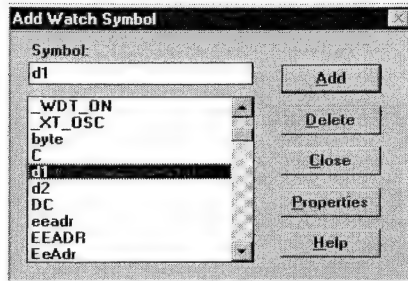 Add Watch Symbol
Symbol:
d1
Add
_WDT_ON
_XT_OSC
byte
C
d1
d2
DC
eeadr
EEADR
EeAdr
Delete
Close
Properties
Help